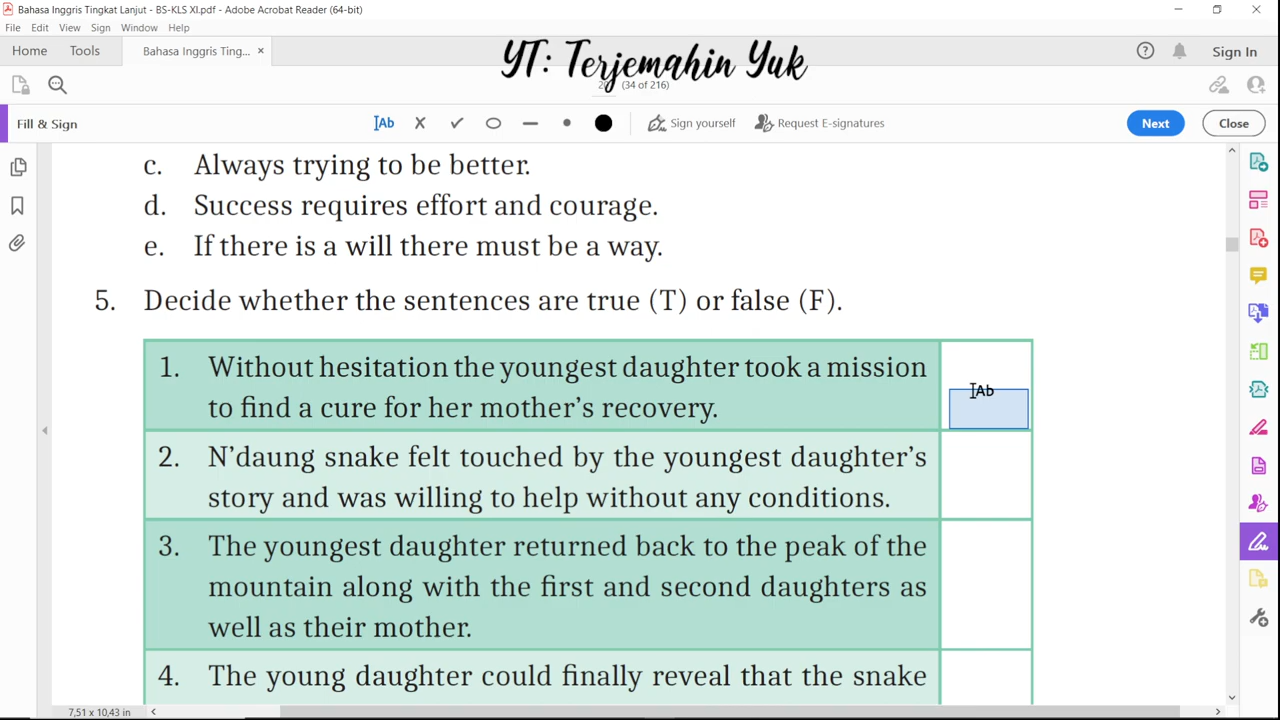 Bahasa Inggris Tingkat Lanjut - BS-KLS XI.pdf - Adobe Acrobat Reader (64-bit)
File Edit View Sign Window Help
Home Tools Bahasa Inggris Ting... × Sign In
YT: Terjemahin Yuk
(34 of 216)
Fill & Sign IAb Sign yourself Request E-signatures Next Close
c. Always trying to be better.
d. Success requires effort and courage.
e. If there is a will there must be a way.
5. Decide whether the sentences are true (T) or false (F).
1. Without hesitation the youngest daughter took a mission
to find a cure for her mother’s recovery.
IAb
2. N’daung snake felt touched by the youngest daughter’s
story and was willing to help without any conditions.
3. The youngest daughter returned back to the peak of the
mountain along with the first and second daughters as
well as their mother.
4. The young daughter could finally reveal that the snake
7,51 x 10,43 in